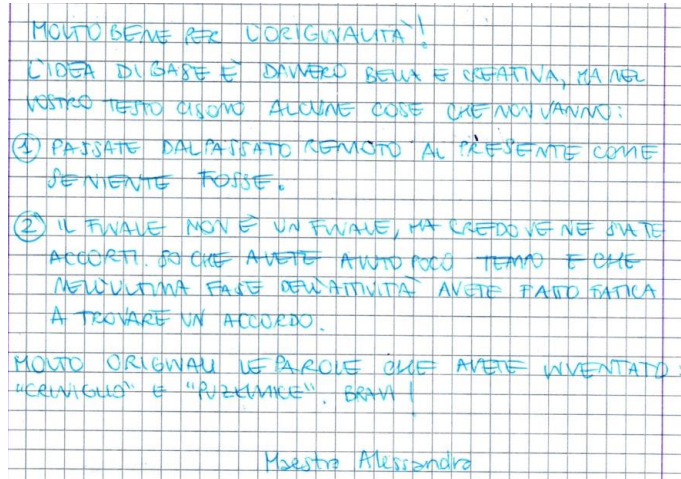 MOLTO BENE PER L'ORIGINALITÀ!
L'IDEA DI BASE È DAVVERO BELLA E CREATIVA, MA NEL
VOSTRO TESTO CI SONO ALCUNE COSE CHE NON VANNO:
① PASSATE DAL PASSATO REMOTO AL PRESENTE COME
SE NIENTE FOSSE.
② IL FINALE NON È UN FINALE, MA CREDO VE NE SIATE
ACCORTI. SO CHE AVETE AVUTO POCO TEMPO E CHE
NELL'ULTIMA FASE DELL'ATTIVITÀ AVETE FATTO FATICA
A TROVARE UN ACCORDO.
MOLTO ORIGINALI LE PAROLE CHE AVETE INVENTATO:
"CRINIGLIO" E "PUZZLIMICE". BRAVI!
Maestro Alessandro